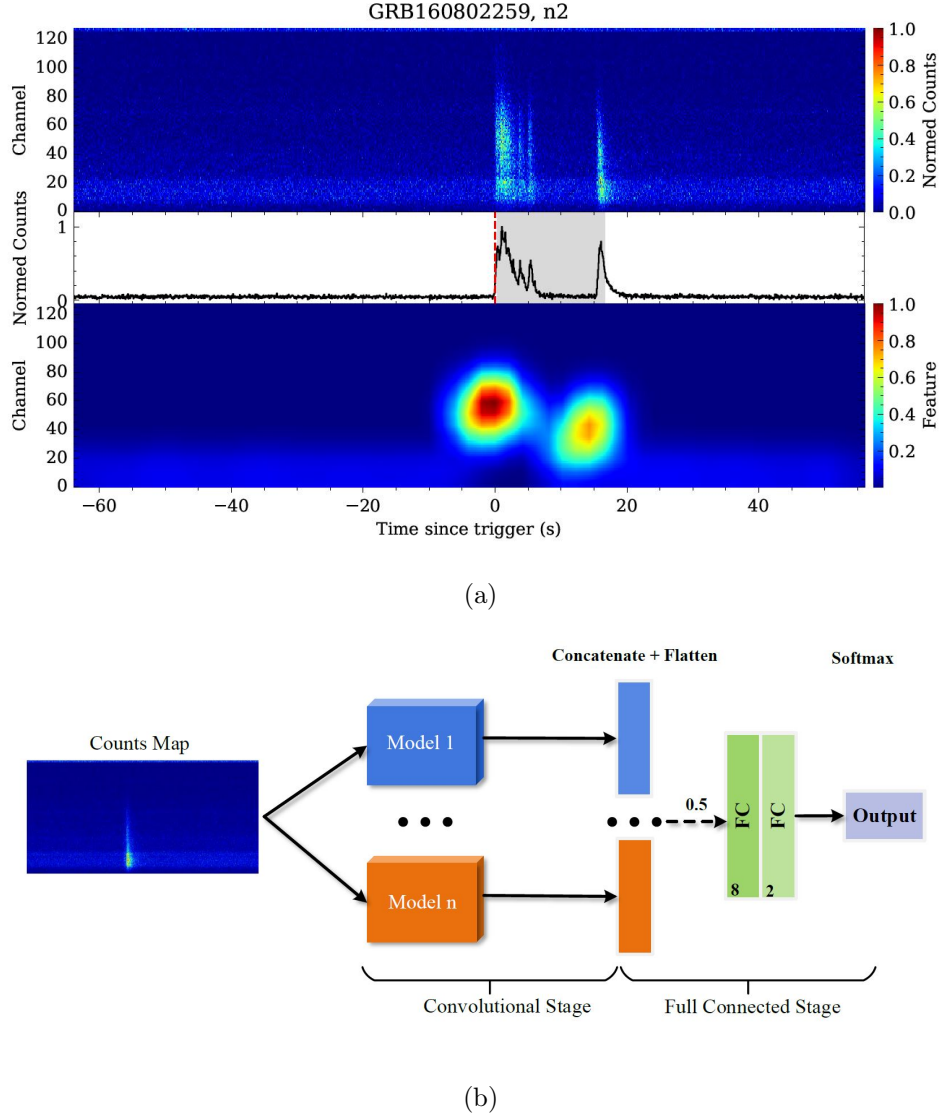 GRB160802259, n2
120
100
80
60
40
20
0
Channel
1.0
0.8
0.6
0.4
0.2
0.0
Normed Counts
1
0
Normed Counts
120
100
80
60
40
20
0
Channel
1.0
0.8
0.6
0.4
0.2
Feature
−60 −40 −20 0 20 40
Time since trigger (s)
(a)
Concatenate + Flatten Softmax
Counts Map
Model 1
0.5
FC FC
Output
8 2
Model n
Convolutional Stage Full Connected Stage
(b)